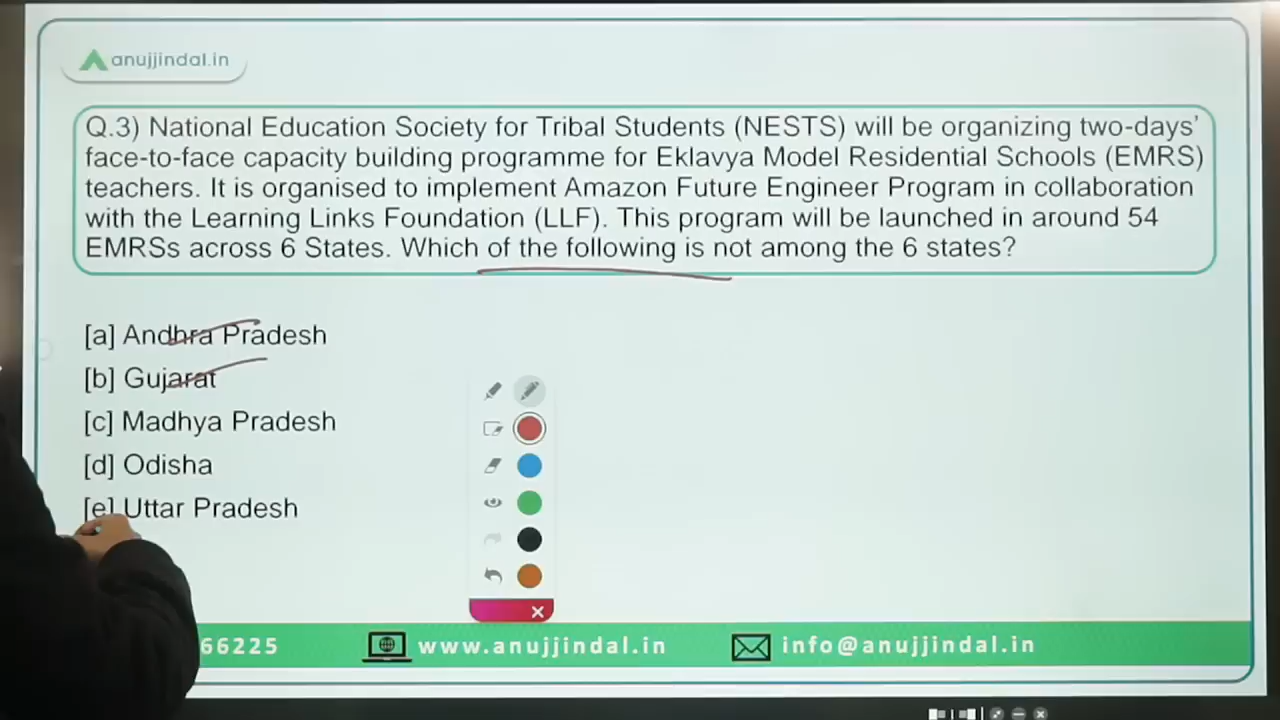 anujjindal.in
Q.3) National Education Society for Tribal Students (NESTS) will be organizing two-days'
face-to-face capacity building programme for Eklavya Model Residential Schools (EMRS)
teachers. It is organised to implement Amazon Future Engineer Program in collaboration
with the Learning Links Foundation (LLF). This program will be launched in around 54
EMRSs across 6 States. Which of the following is not among the 6 states?
[a] Andhra Pradesh
[b] Gujarat
[c] Madhya Pradesh
[d] Odisha
[e] Uttar Pradesh
66225 www.anujjindal.in info@anujjindal.in